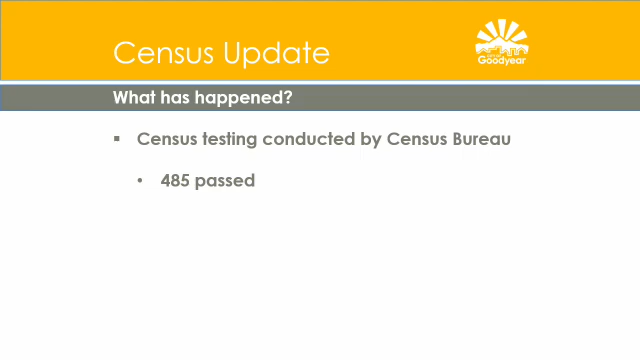 Census Update
Goodyear
What has happened?
▪ Census testing conducted by Census Bureau
• 485 passed